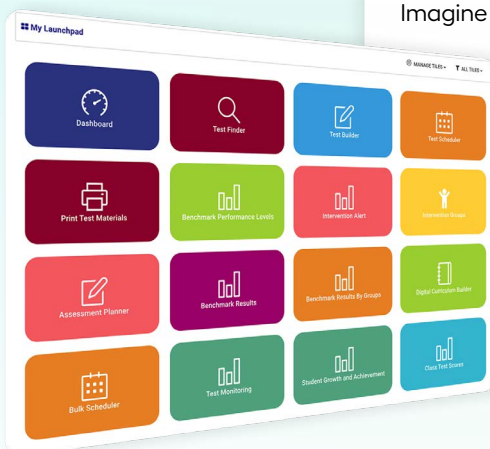 Imagine
My Launchpad
MANAGE TILES
ALL TILES
Dashboard
Test Finder
Test Builder
Test Scheduler
Print Test Materials
Benchmark Performance Levels
Intervention Alert
Intervention Groups
Assessment Planner
Benchmark Results
Benchmark Results By Groups
Digital Curriculum Builder
Bulk Scheduler
Test Monitoring
Student Growth and Achievement
Class Test Scores